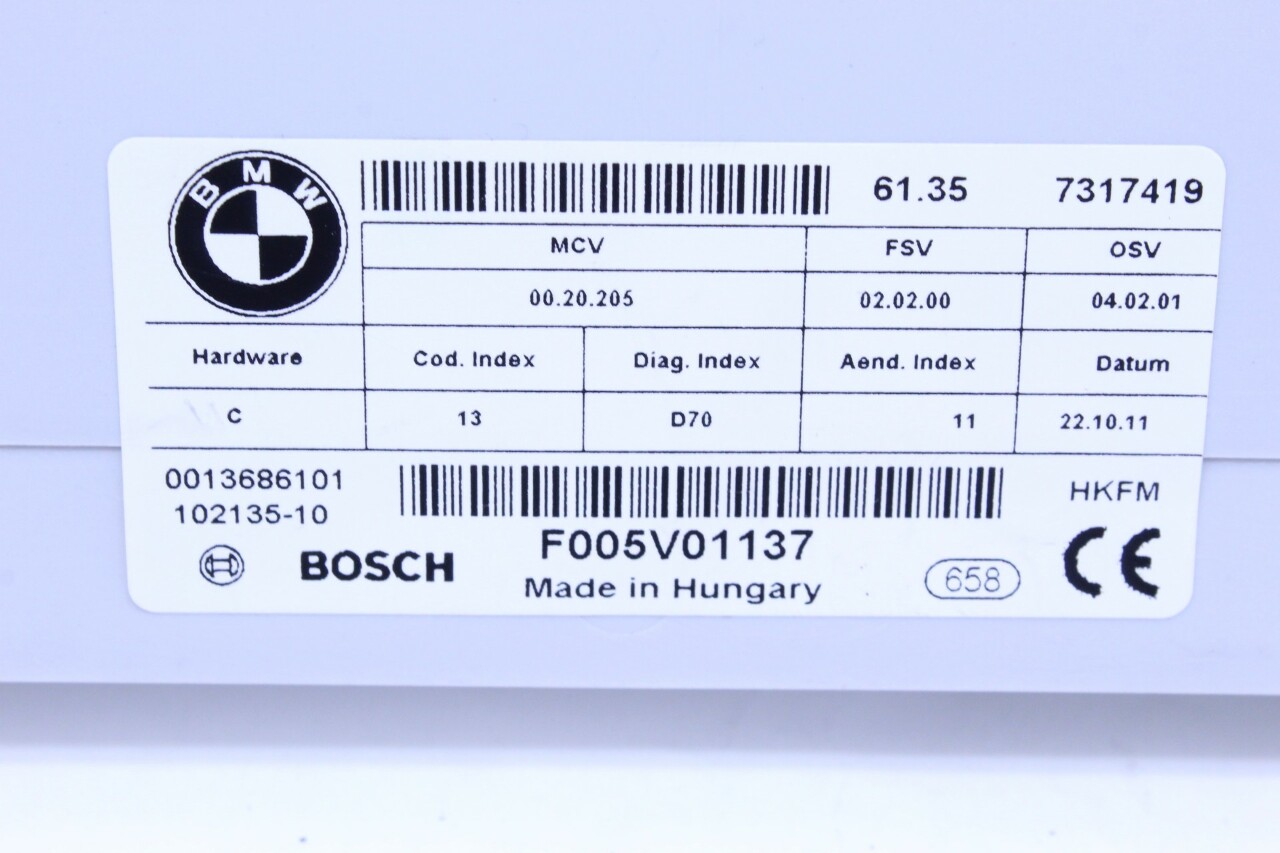 BMW
61.35 7317419
MCV FSV OSV
00.20.205 02.02.00 04.02.01
Hardware Cod. Index Diag. Index Aend. Index Datum
C 13 D70 11 22.10.11
0013686101
102135-10
HKFM
F005V01137
BOSCH
Made in Hungary
658
CE